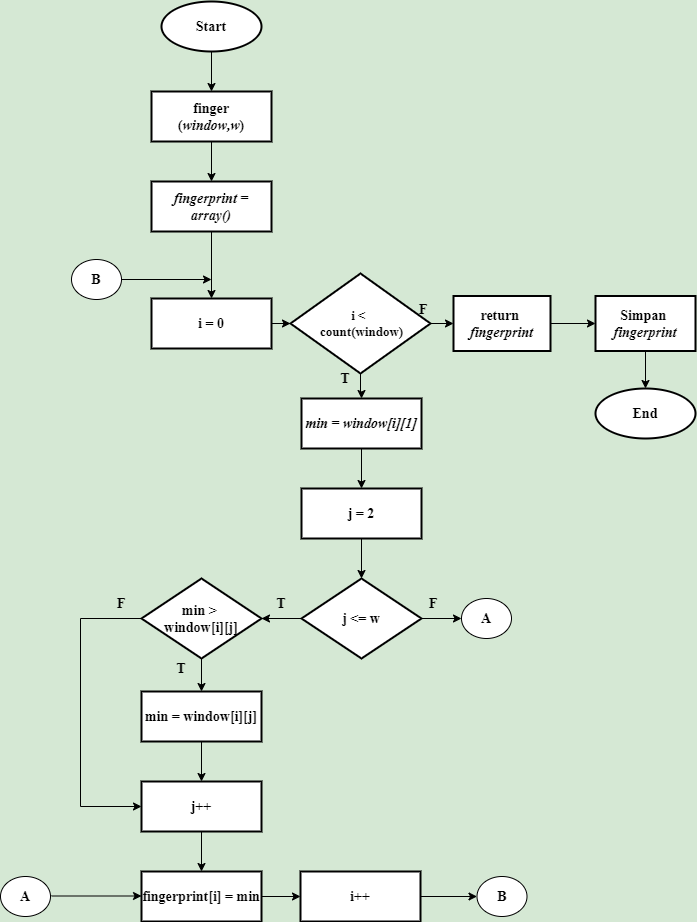 Start
finger
(window,w)
fingerprint =
array()
B
i = 0
i <
count(window)
F
return
fingerprint
Simpan
fingerprint
T
End
min = window[i][1]
j = 2
j <= w
F
A
T
min >
window[i][j]
F
T
min = window[i][j]
j++
A
fingerprint[i] = min
i++
B